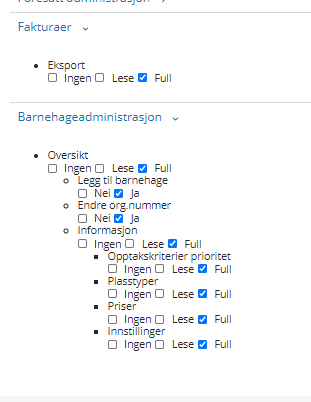 Foresatt administrasjon
Fakturaer
Eksport
Ingen Lese Full
Barnehageadministrasjon
Oversikt
Ingen Lese Full
Legg til barnehage
Nei Ja
Endre org.nummer
Nei Ja
Informasjon
Ingen Lese Full
Opptakskriterier prioritet
Ingen Lese Full
Plasstyper
Ingen Lese Full
Priser
Ingen Lese Full
Innstillinger
Ingen Lese Full